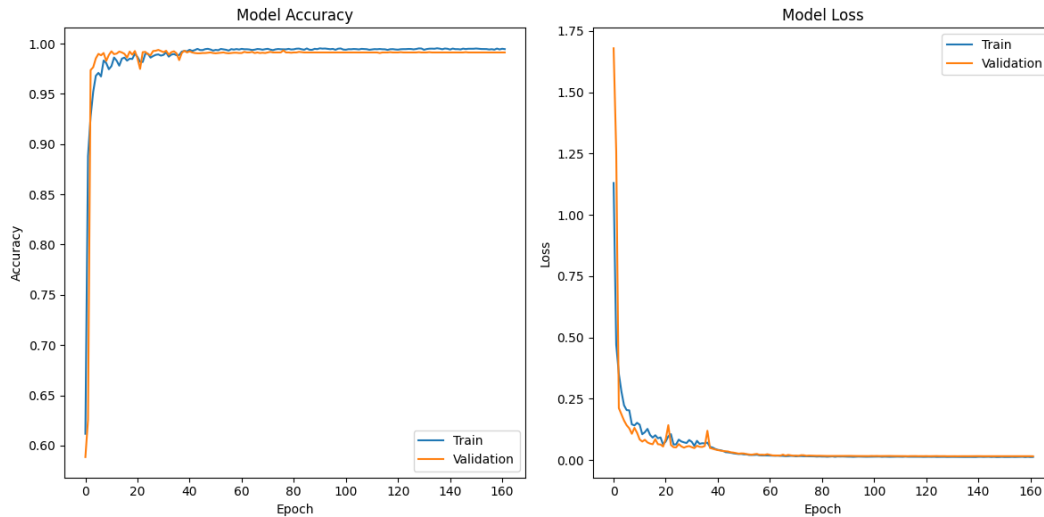 Model Accuracy
1.00
0.95
0.90
0.85
0.80
0.75
0.70
0.65
0.60
Accuracy
Train
Validation
0 20 40 60 80 100 120 140 160
Epoch
Model Loss
1.75
1.50
1.25
1.00
0.75
0.50
0.25
0.00
Loss
Train
Validation
0 20 40 60 80 100 120 140 160
Epoch